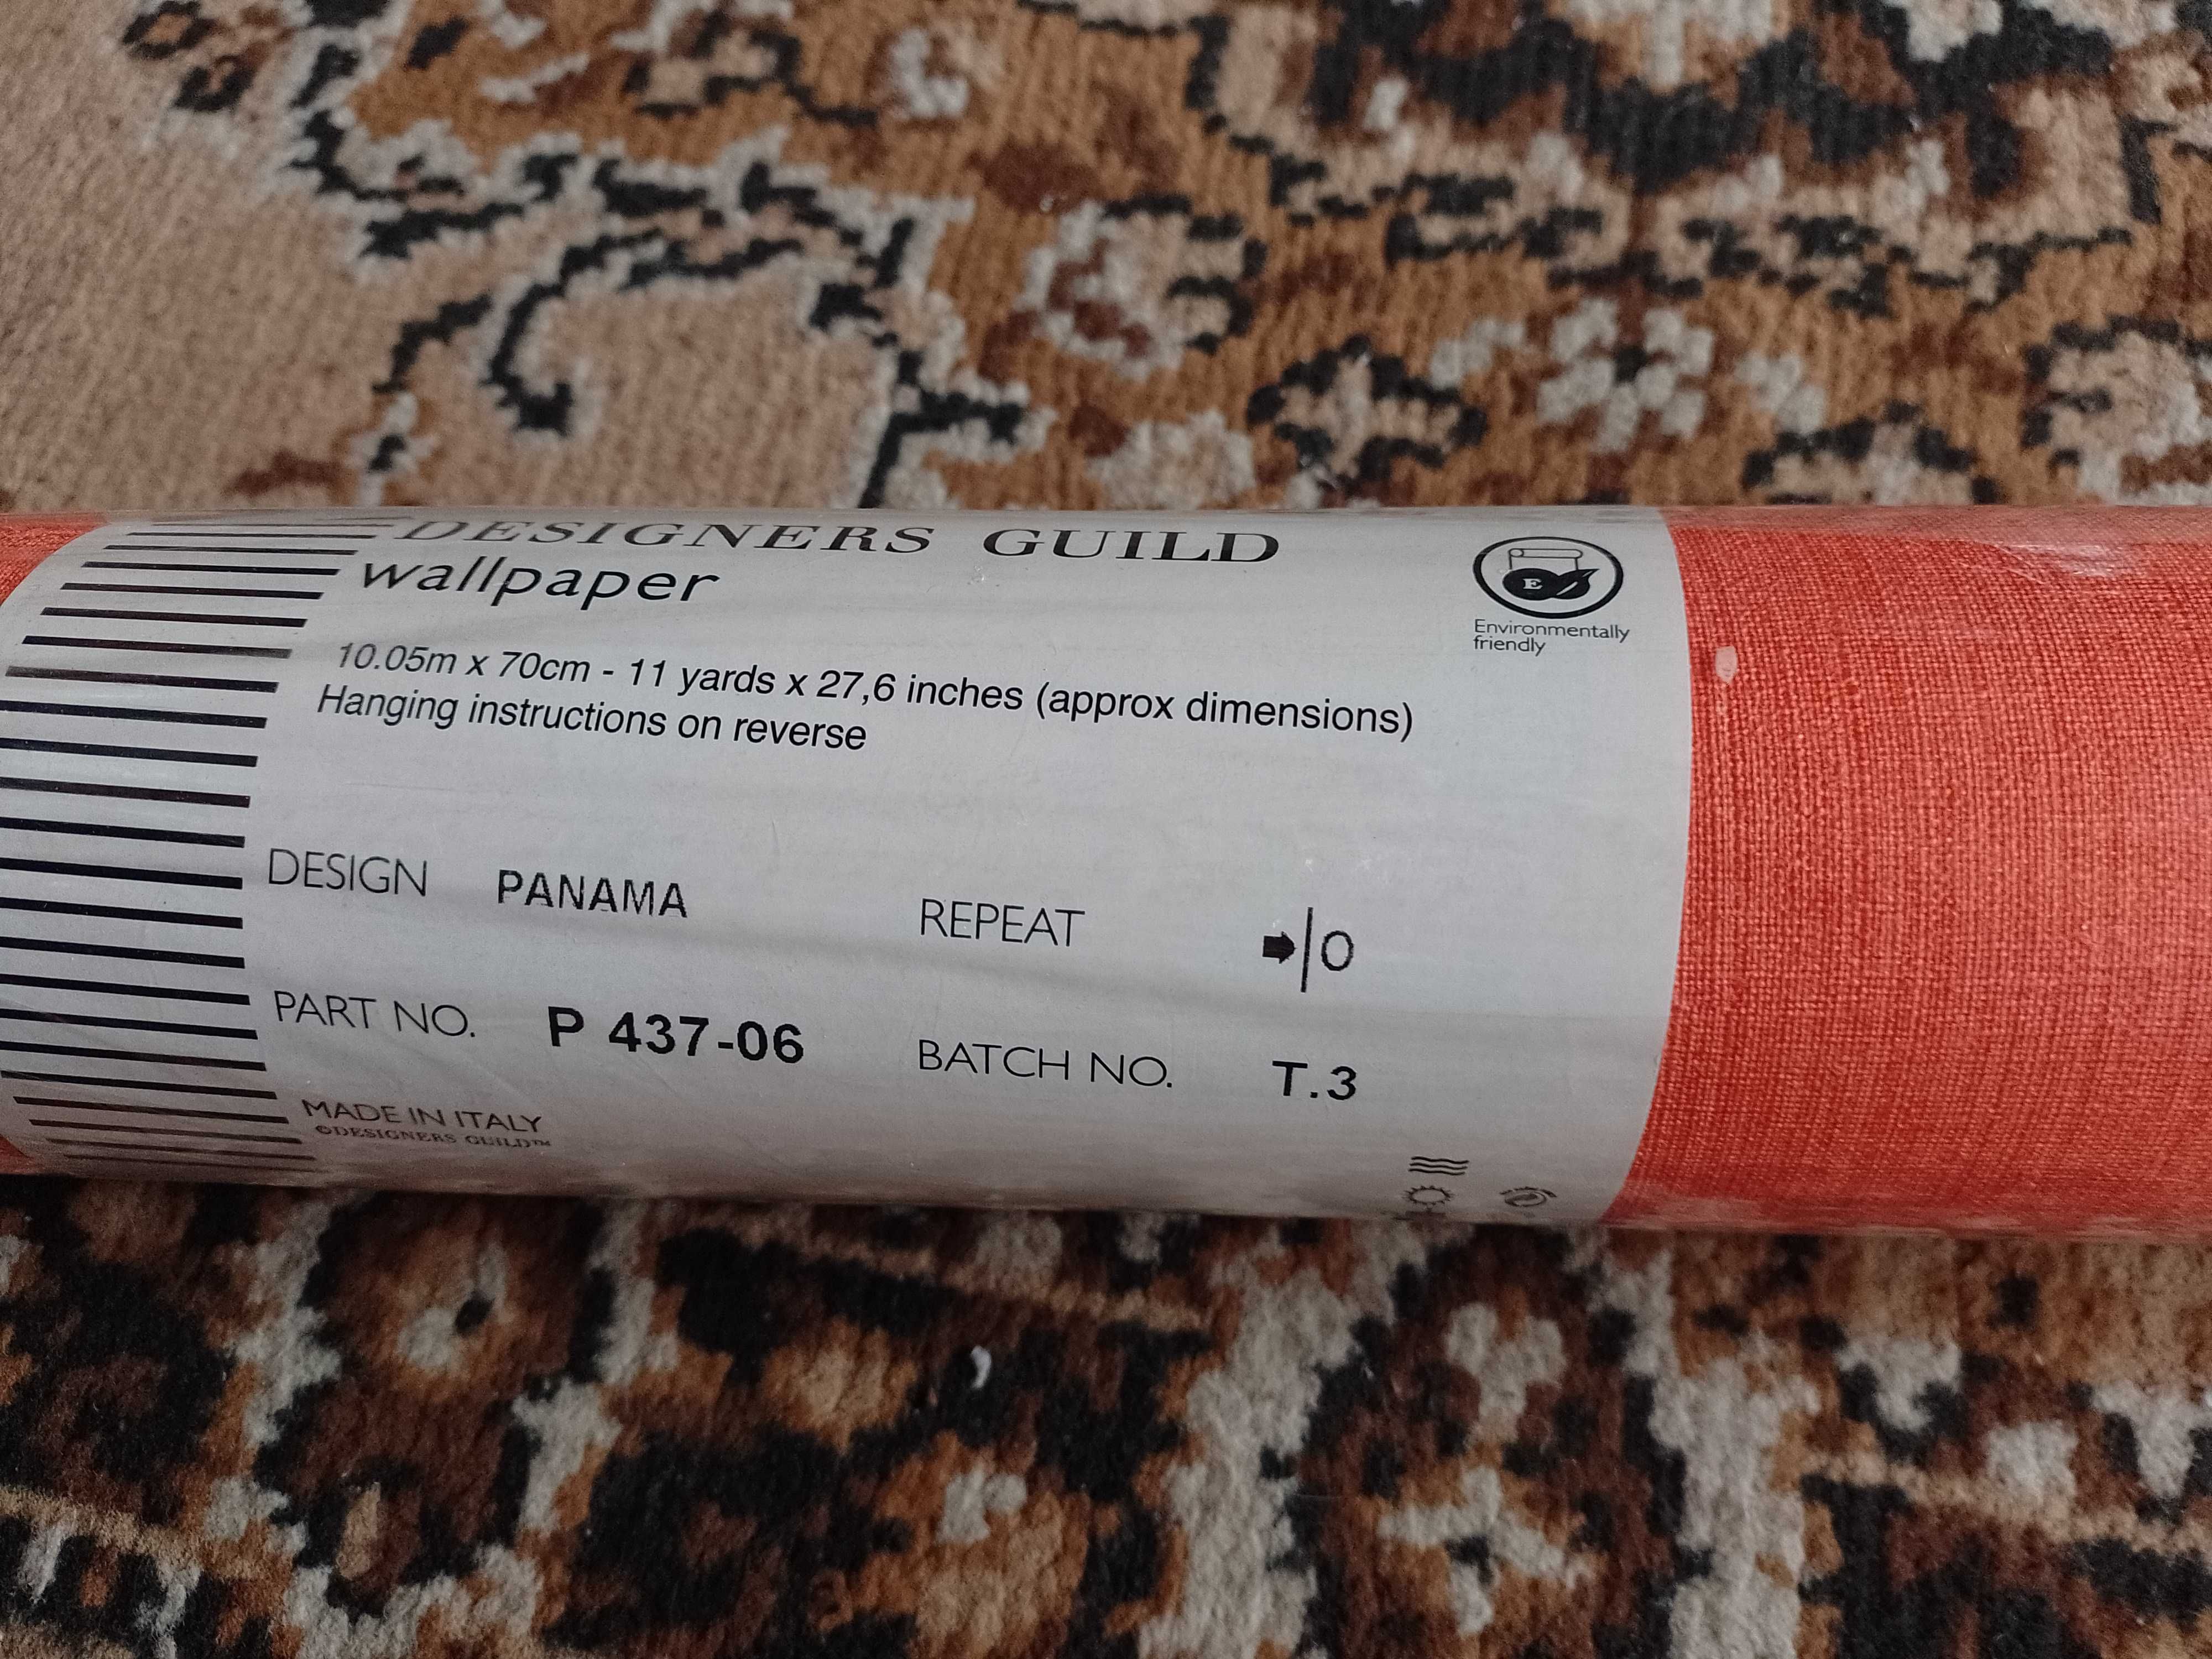 DESIGNERS GUILD
wallpaper
E
Environmentally
friendly
10.05m x 70cm - 11 yards x 27,6 inches (approx dimensions)
Hanging instructions on reverse
DESIGN PANAMA REPEAT 0
PART NO. P 437-06 BATCH NO. T.3
MADE IN ITALY
©DESIGNERS GUILD™